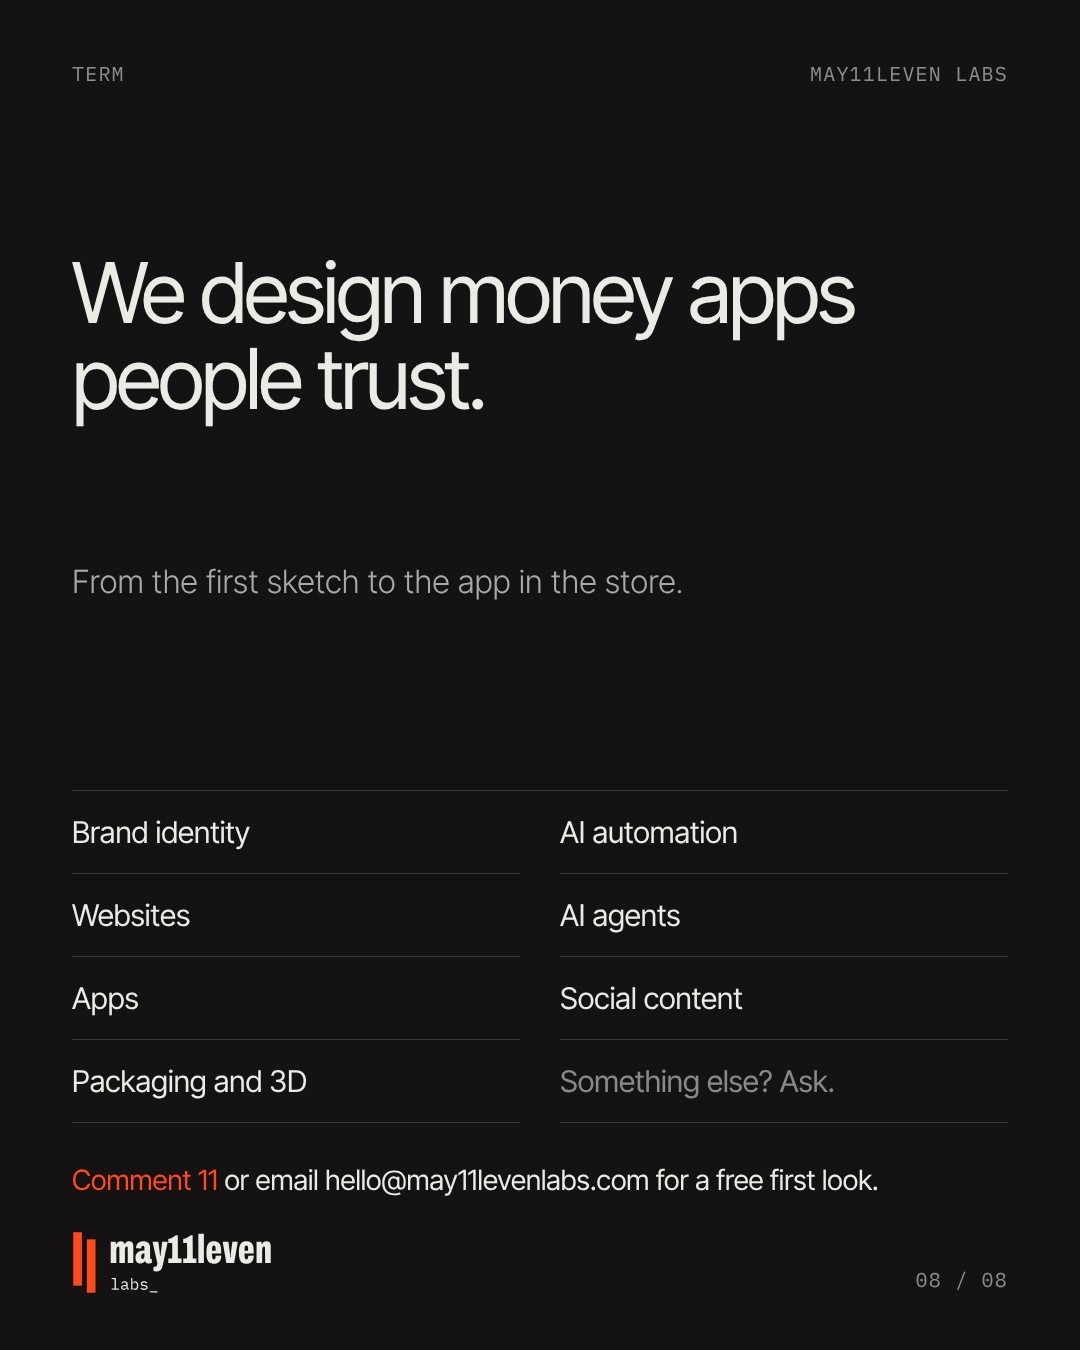 TERM
MAY11LEVEN LABS
We design money apps
people trust.
From the first sketch to the app in the store.
Brand identity
AI automation
Websites
AI agents
Apps
Social content
Packaging and 3D
Something else? Ask.
Comment 11 or email hello@may11levenlabs.com for a free first look.
may11leven
labs_
08 / 08